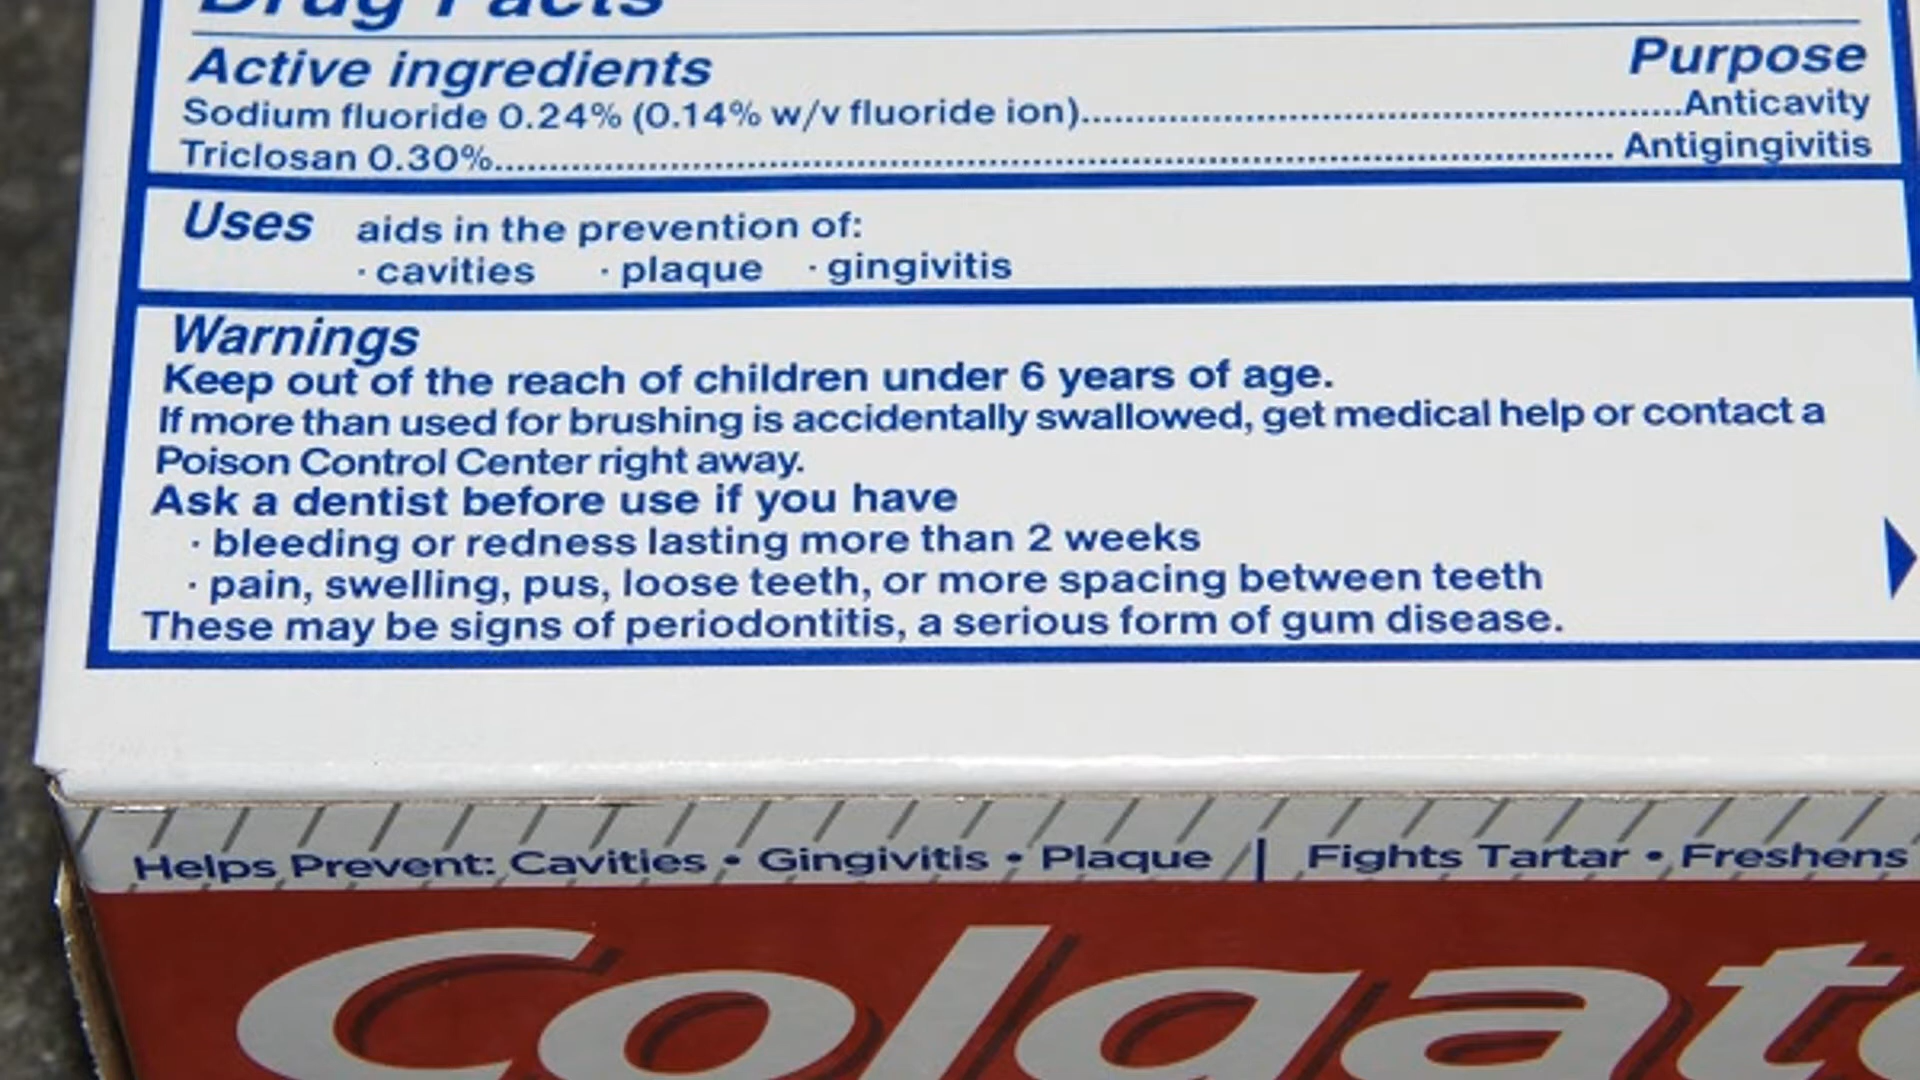 Drug Facts
Active ingredients Purpose
Sodium fluoride 0.24% (0.14% w/v fluoride ion)..........Anticavity
Triclosan 0.30%.......... Antigingivitis
Uses aids in the prevention of:
· cavities · plaque · gingivitis
Warnings
Keep out of the reach of children under 6 years of age.
If more than used for brushing is accidentally swallowed, get medical help or contact a
Poison Control Center right away.
Ask a dentist before use if you have
· bleeding or redness lasting more than 2 weeks
· pain, swelling, pus, loose teeth, or more spacing between teeth
These may be signs of periodontitis, a serious form of gum disease.
Helps Prevent: Cavities • Gingivitis • Plaque | Fights Tartar • Freshens
Colgate